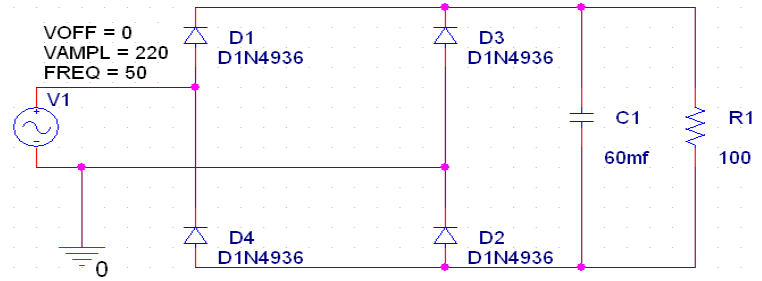 VOFF = 0
VAMPL = 220
FREQ = 50
V1
D1
D1N4936
D3
D1N4936
C1
60mf
R1
100
D4
D1N4936
D2
D1N4936
0